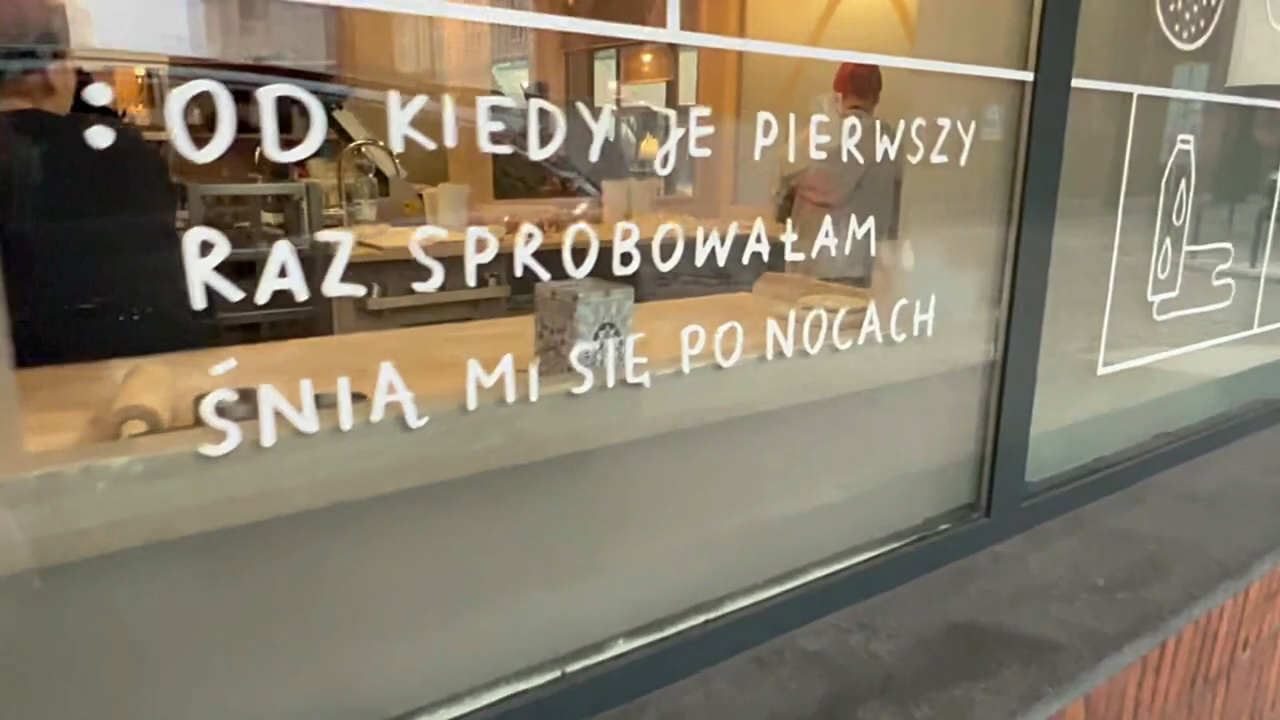 : OD KIEDY JE PIERWSZY
RAZ SPRÓBOWAŁAM
ŚNIĄ MI SIĘ PO NOCACH